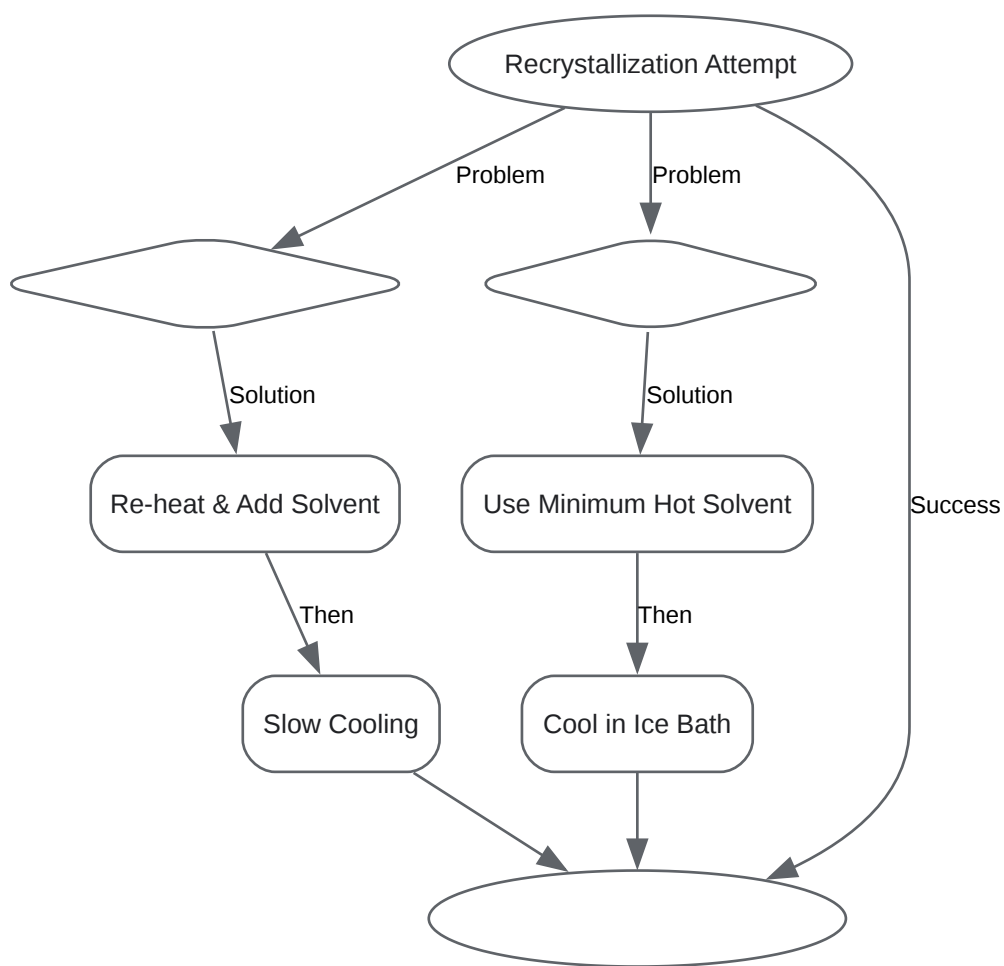 Recrystallization Attempt
Problem
Problem
Solution
Solution
Re-heat & Add Solvent
Use Minimum Hot Solvent
Success
Then
Then
Slow Cooling
Cool in Ice Bath